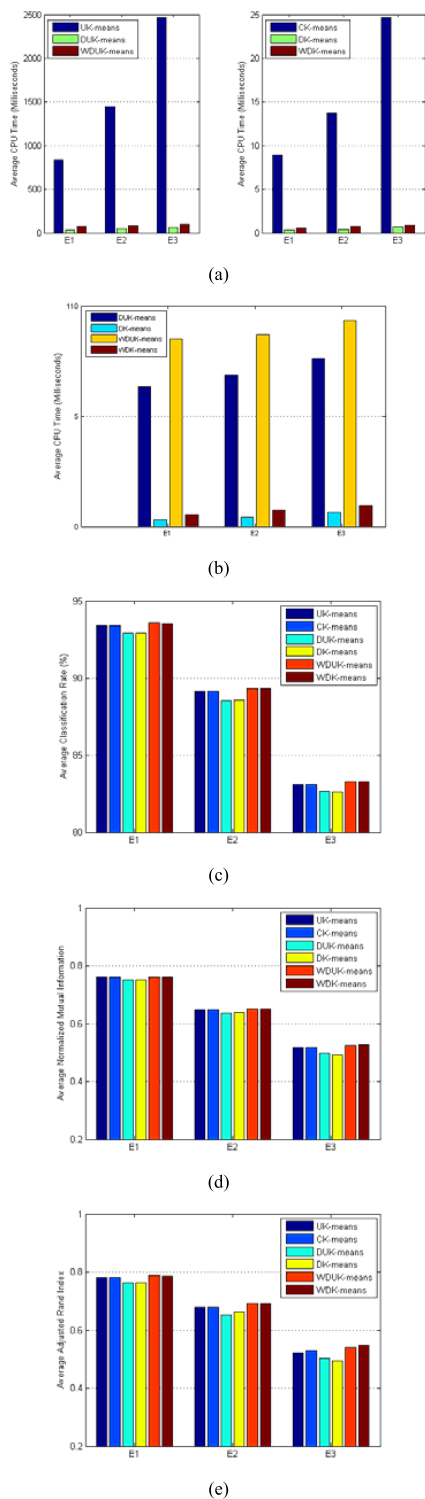 2500
2000
1500
1000
500
0
Average CPU Time (Milliseconds)
UK-means
DUK-means
WDUK-means
E1 E2 E3
25
20
15
10
5
0
Average CPU Time (Milliseconds)
CK-means
DK-means
WDK-means
E1 E2 E3
(a)
110
5
0
Average CPU Time (Milliseconds)
DUK-means
DK-means
WDUK-means
WDK-means
E1 E2 E3
(b)
95
90
85
80
Average Classification Rate (%)
UK-means
CK-means
DUK-means
DK-means
WDUK-means
WDK-means
E1 E2 E3
(c)
1
0.8
0.6
0.4
0.2
Average Normalized Mutual Information
UK-means
CK-means
DUK-means
DK-means
WDUK-means
WDK-means
E1 E2 E3
(d)
1
0.8
0.6
0.4
0.2
Average Adjusted Rand Index
UK-means
CK-means
DUK-means
DK-means
WDUK-means
WDK-means
E1 E2 E3
(e)